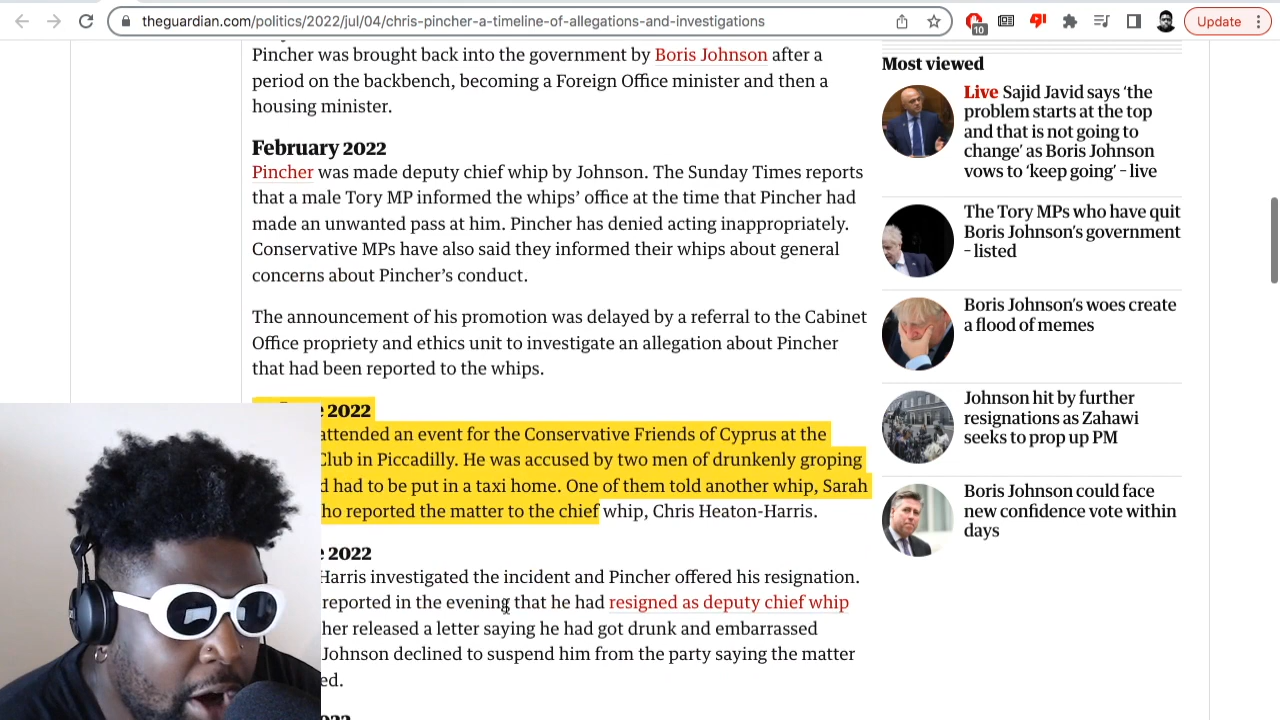 theguardian.com/politics/2022/jul/04/chris-pincher-a-timeline-of-allegations-and-investigations
10
Update
Pincher was brought back into the government by Boris Johnson after a
period on the backbench, becoming a Foreign Office minister and then a
housing minister.
February 2022
Pincher was made deputy chief whip by Johnson. The Sunday Times reports
that a male Tory MP informed the whips’ office at the time that Pincher had
made an unwanted pass at him. Pincher has denied acting inappropriately.
Conservative MPs have also said they informed their whips about general
concerns about Pincher’s conduct.
The announcement of his promotion was delayed by a referral to the Cabinet
Office propriety and ethics unit to investigate an allegation about Pincher
that had been reported to the whips.
2022
attended an event for the Conservative Friends of Cyprus at the
Club in Piccadilly. He was accused by two men of drunkenly groping
had to be put in a taxi home. One of them told another whip, Sarah
reported the matter to the chief whip, Chris Heaton-Harris.
2022
Harris investigated the incident and Pincher offered his resignation.
reported in the evening that he had resigned as deputy chief whip
released a letter saying he had got drunk and embarrassed
Johnson declined to suspend him from the party saying the matter
2022
Most viewed
Live Sajid Javid says ‘the
problem starts at the top
and that is not going to
change’ as Boris Johnson
vows to ‘keep going’ – live
The Tory MPs who have quit
Boris Johnson’s government
– listed
Boris Johnson’s woes create
a flood of memes
Johnson hit by further
resignations as Zahawi
seeks to prop up PM
Boris Johnson could face
new confidence vote within
days